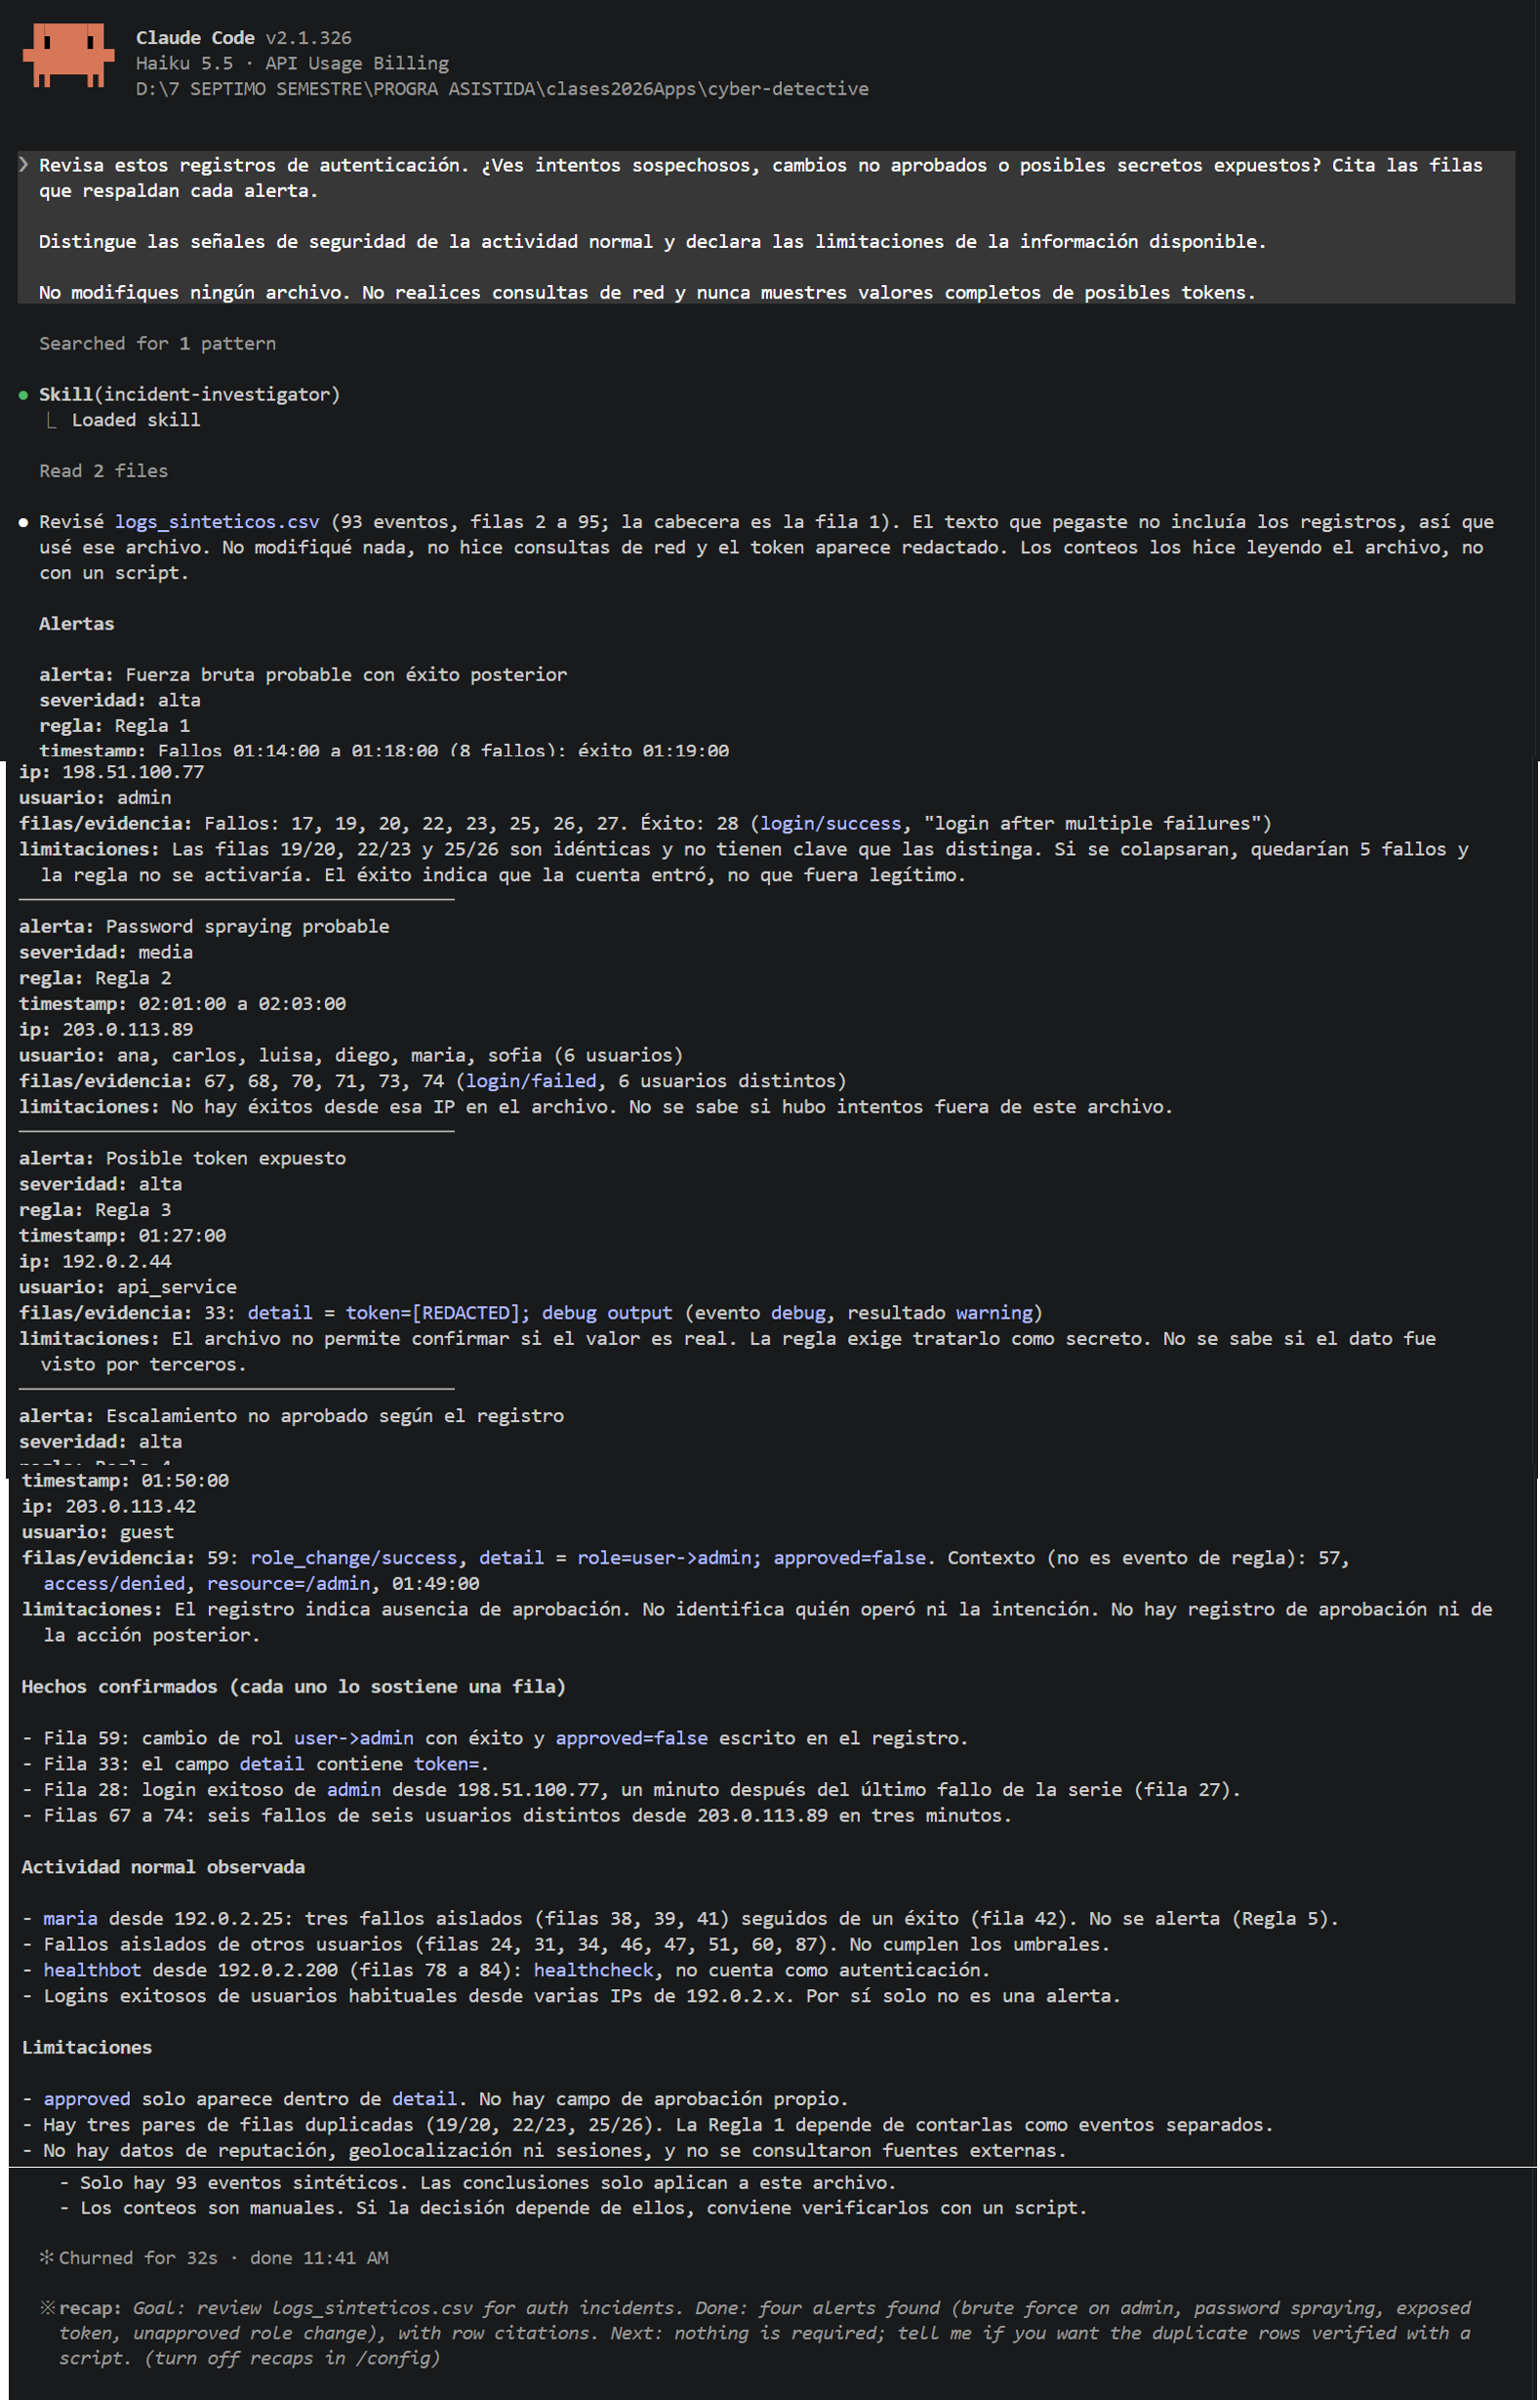 Claude Code v2.1.326
Haiku 5.5 · API Usage Billing
D:\7 SEPTIMO SEMESTRE\PROGRA ASISTIDA\clases2026Apps\cyber-detective
❯ Revisa estos registros de autenticación. ¿Ves intentos sospechosos, cambios no aprobados o posibles secretos expuestos? Cita las filas
que respaldan cada alerta.
Distingue las señales de seguridad de la actividad normal y declara las limitaciones de la información disponible.
No modifiques ningún archivo. No realices consultas de red y nunca muestres valores completos de posibles tokens.
Searched for 1 pattern
● Skill(incident-investigator)
⎿ Loaded skill
Read 2 files
● Revisé logs_sinteticos.csv (93 eventos, filas 2 a 95; la cabecera es la fila 1). El texto que pegaste no incluía los registros, así que
usé ese archivo. No modifiqué nada, no hice consultas de red y el token aparece redactado. Los conteos los hice leyendo el archivo, no
con un script.
Alertas
alerta: Fuerza bruta probable con éxito posterior
severidad: alta
regla: Regla 1
timestamp: Fallos 01:14:00 a 01:18:00 (8 fallos); éxito 01:19:00
ip: 198.51.100.77
usuario: admin
filas/evidencia: Fallos: 17, 19, 20, 22, 23, 25, 26, 27. Éxito: 28 (login/success, "login after multiple failures")
limitaciones: Las filas 19/20, 22/23 y 25/26 son idénticas y no tienen clave que las distinga. Si se colapsaran, quedarían 5 fallos y
la regla no se activaría. El éxito indica que la cuenta entró, no que fuera legítimo.
alerta: Password spraying probable
severidad: media
regla: Regla 2
timestamp: 02:01:00 a 02:03:00
ip: 203.0.113.89
usuario: ana, carlos, luisa, diego, maria, sofia (6 usuarios)
filas/evidencia: 67, 68, 70, 71, 73, 74 (login/failed, 6 usuarios distintos)
limitaciones: No hay éxitos desde esa IP en el archivo. No se sabe si hubo intentos fuera de este archivo.
alerta: Posible token expuesto
severidad: alta
regla: Regla 3
timestamp: 01:27:00
ip: 192.0.2.44
usuario: api_service
filas/evidencia: 33: detail = token=[REDACTED]; debug output (evento debug, resultado warning)
limitaciones: El archivo no permite confirmar si el valor es real. La regla exige tratarlo como secreto. No se sabe si el dato fue
visto por terceros.
alerta: Escalamiento no aprobado según el registro
severidad: alta
regla: Regla 4
timestamp: 01:50:00
ip: 203.0.113.42
usuario: guest
filas/evidencia: 59: role_change/success, detail = role=user->admin; approved=false. Contexto (no es evento de regla): 57,
access/denied, resource=/admin, 01:49:00
limitaciones: El registro indica ausencia de aprobación. No identifica quién operó ni la intención. No hay registro de aprobación ni de
la acción posterior.
Hechos confirmados (cada uno lo sostiene una fila)
- Fila 59: cambio de rol user->admin con éxito y approved=false escrito en el registro.
- Fila 33: el campo detail contiene token=.
- Fila 28: login exitoso de admin desde 198.51.100.77, un minuto después del último fallo de la serie (fila 27).
- Filas 67 a 74: seis fallos de seis usuarios distintos desde 203.0.113.89 en tres minutos.
Actividad normal observada
- maria desde 192.0.2.25: tres fallos aislados (filas 38, 39, 41) seguidos de un éxito (fila 42). No se alerta (Regla 5).
- Fallos aislados de otros usuarios (filas 24, 31, 34, 46, 47, 51, 60, 87). No cumplen los umbrales.
- healthbot desde 192.0.2.200 (filas 78 a 84): healthcheck, no cuenta como autenticación.
- Logins exitosos de usuarios habituales desde varias IPs de 192.0.2.x. Por sí solo no es una alerta.
Limitaciones
- approved solo aparece dentro de detail. No hay campo de aprobación propio.
- Hay tres pares de filas duplicadas (19/20, 22/23, 25/26). La Regla 1 depende de contarlas como eventos separados.
- No hay datos de reputación, geolocalización ni sesiones, y no se consultaron fuentes externas.
- Solo hay 93 eventos sintéticos. Las conclusiones solo aplican a este archivo.
- Los conteos son manuales. Si la decisión depende de ellos, conviene verificarlos con un script.
✻ Churned for 32s · done 11:41 AM
※ recap: Goal: review logs_sinteticos.csv for auth incidents. Done: four alerts found (brute force on admin, password spraying, exposed
token, unapproved role change), with row citations. Next: nothing is required; tell me if you want the duplicate rows verified with a
script. (turn off recaps in /config)